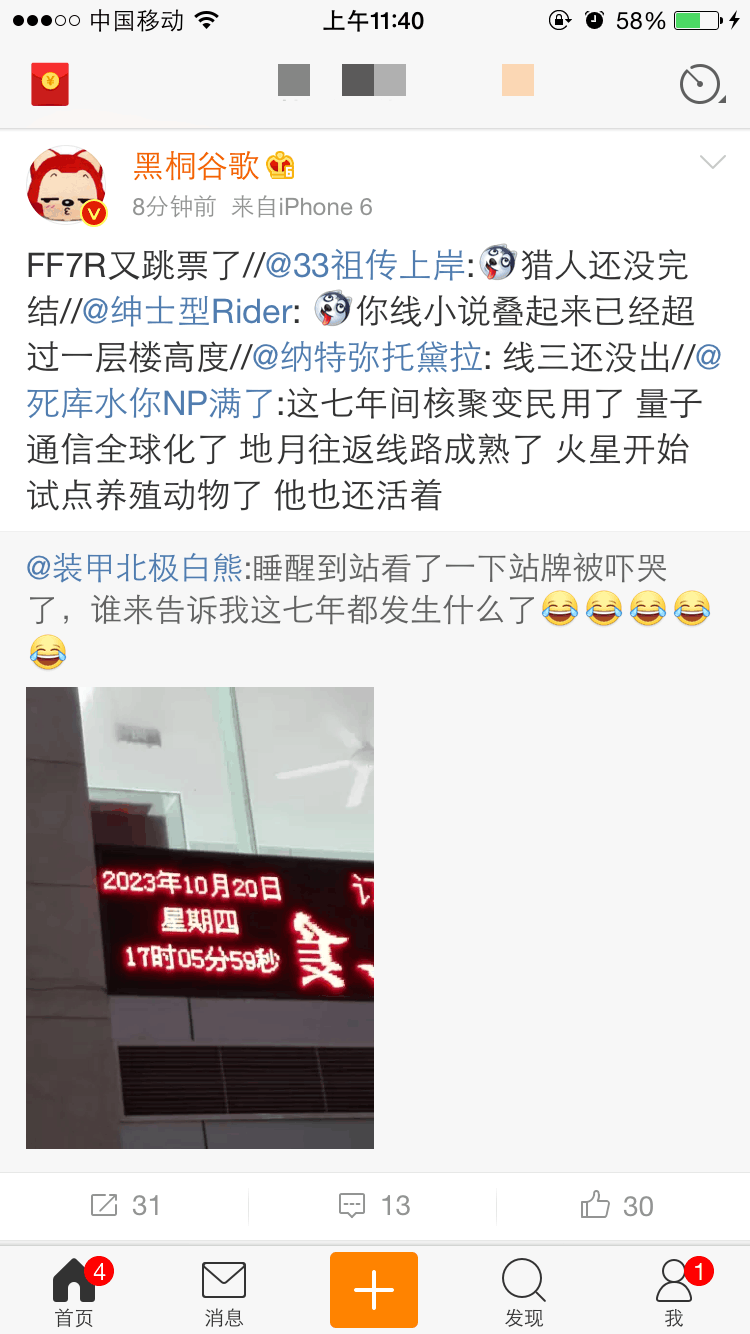 中国移动
上午11:40
58%
黑桐谷歌
8分钟前 来自iPhone 6
FF7R又跳票了//@33祖传上岸:猎人还没完
结//@绅士型Rider: 你线小说叠起来已经超
过一层楼高度//@纳特弥托黛拉: 线三还没出//@
死库水你NP满了:这七年间核聚变民用了 量子
通信全球化了 地月往返线路成熟了 火星开始
试点养殖动物了 他也还活着
@装甲北极白熊:睡醒到站看了一下站牌被吓哭
了，谁来告诉我这七年都发生什么了😂😂😂😂
😂
2023年10月20日
星期四
17时05分59秒
31
13
30
4
1
首页
消息
发现
我